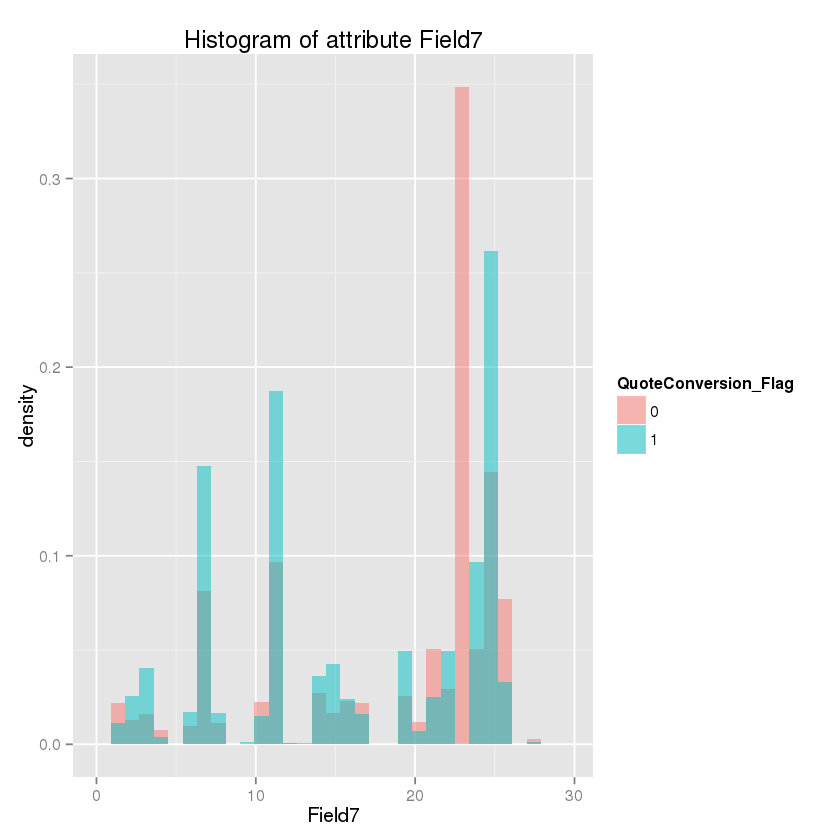 Histogram of attribute Field7
0.3
0.2
0.1
0.0
density
0 10 20 30
Field7
QuoteConversion_Flag
0
1